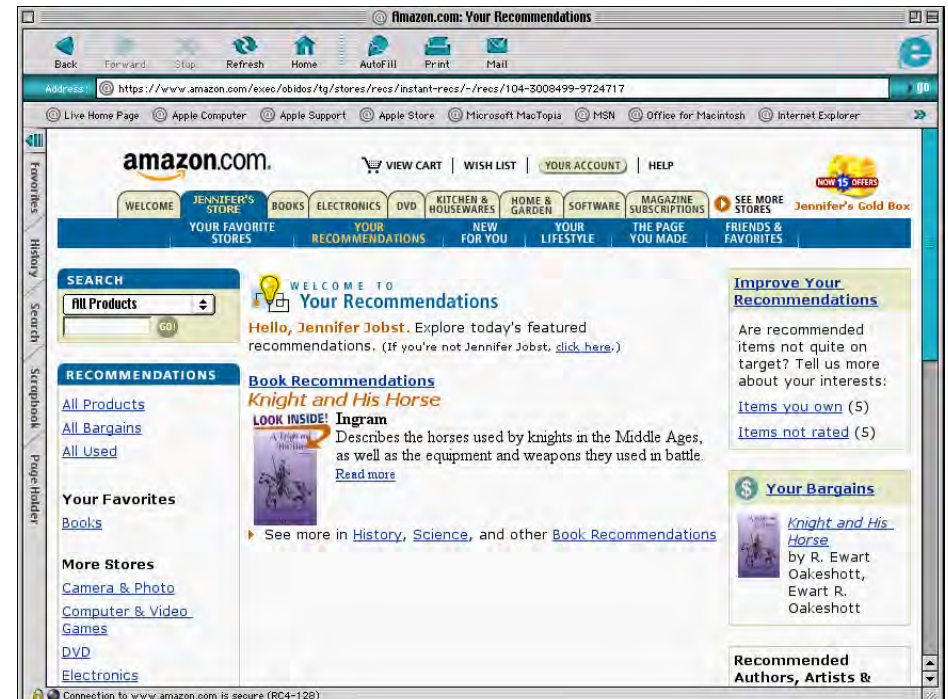 Amazon.com: Your Recommendations
Back Forward Stop Refresh Home AutoFill Print Mail
Address: https://www.amazon.com/exec/obidos/tg/stores/recs/instant-recs/-/recs/104-3008499-9724717 go
Live Home Page Apple Computer Apple Support Apple Store Microsoft MacTopia MSN Office for Macintosh Internet Explorer
Favorites
History
Search
Scrapbook
Page Holder
amazon.com.
VIEW CART | WISH LIST | YOUR ACCOUNT | HELP
NOW 15 OFFERS
WELCOME
JENNIFER'S
STORE
BOOKS
ELECTRONICS
DVD
KITCHEN &
HOUSEWARES
HOME &
GARDEN
SOFTWARE
MAGAZINE
SUBSCRIPTIONS
SEE MORE
STORES
Jennifer's Gold Box
YOUR FAVORITE
STORES
YOUR
RECOMMENDATIONS
NEW
FOR YOU
YOUR
LIFESTYLE
THE PAGE
YOU MADE
FRIENDS &
FAVORITES
SEARCH
All Products
GO!
RECOMMENDATIONS
All Products
All Bargains
All Used
Your Favorites
Books
More Stores
Camera & Photo
Computer & Video
Games
DVD
Electronics
WELCOME TO
Your Recommendations
Hello, Jennifer Jobst. Explore today's featured
recommendations. (If you're not Jennifer Jobst, click here.)
Book Recommendations
Knight and His Horse
LOOK INSIDE!
A Knight and
His Horse
Ingram
Describes the horses used by knights in the Middle Ages,
as well as the equipment and weapons they used in battle.
Read more
See more in History, Science, and other Book Recommendations
Improve Your
Recommendations
Are recommended
items not quite on
target? Tell us more
about your interests:
Items you own (5)
Items not rated (5)
Your Bargains
Knight and His
Horse
by R. Ewart
Oakeshott,
Ewart R.
Oakeshott
Recommended
Authors, Artists &
Connection to www.amazon.com is secure (RC4-128)